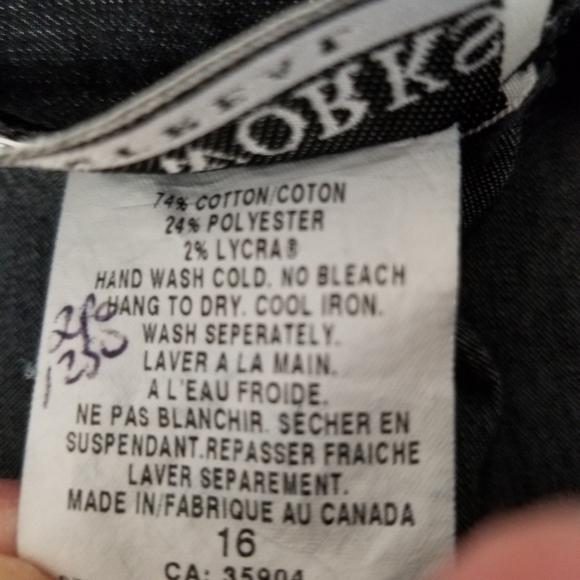 74% COTTON/COTON
24% POLYESTER
2% LYCRA®
HAND WASH COLD. NO BLEACH
HANG TO DRY. COOL IRON.
WASH SEPERATELY.
LAVER A LA MAIN.
A L'EAU FROIDE.
NE PAS BLANCHIR. SECHER EN
SUSPENDANT.REPASSER FRAICHE
LAVER SEPAREMENT.
MADE IN/FABRIQUE AU CANADA
16
CA: 35904